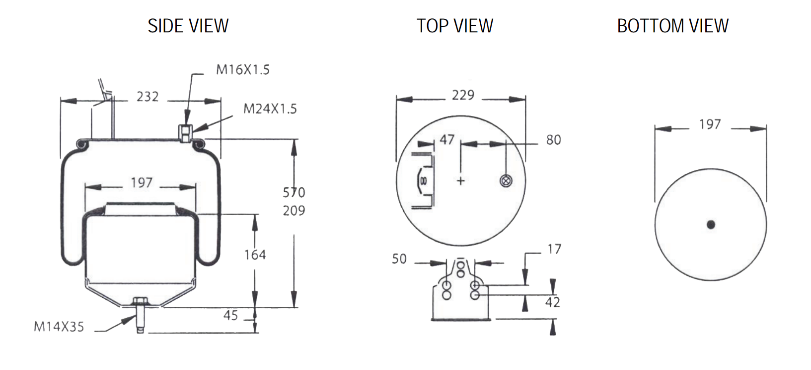 SIDE VIEW
TOP VIEW
BOTTOM VIEW
M16X1.5
232
M24X1.5
197
570
209
164
45
M14X35
229
47
80
50
17
42
197